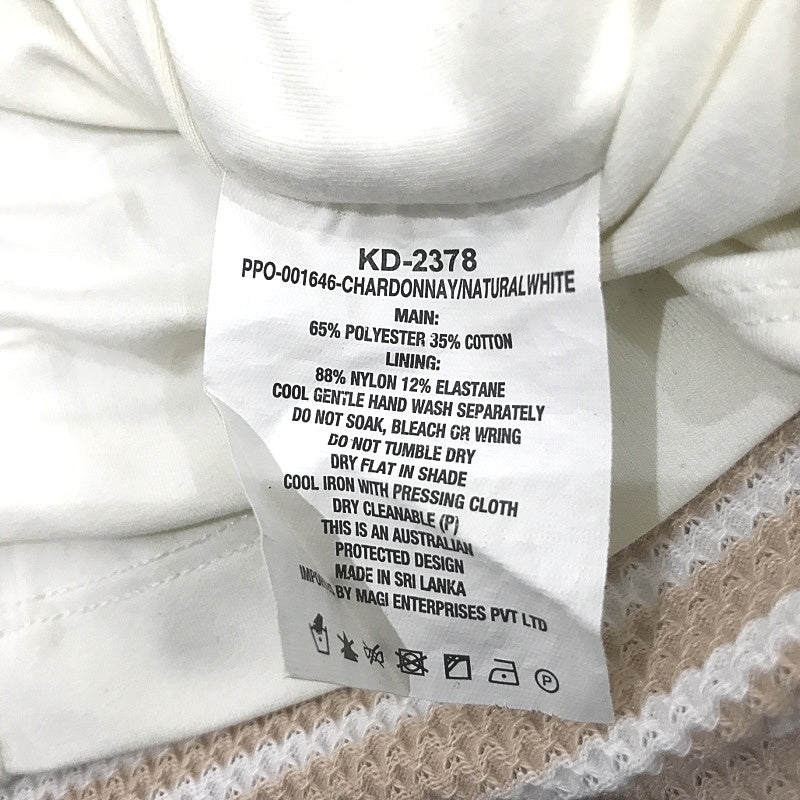 KD-2378
PPO-001646-CHARDONNAY/NATURALWHITE
MAIN:
65% POLYESTER 35% COTTON
LINING:
88% NYLON 12% ELASTANE
COOL GENTLE HAND WASH SEPARATELY
DO NOT SOAK, BLEACH OR WRING
DO NOT TUMBLE DRY
DRY FLAT IN SHADE
COOL IRON WITH PRESSING CLOTH
DRY CLEANABLE (P)
THIS IS AN AUSTRALIAN
PROTECTED DESIGN
MADE IN SRI LANKA
BY MAGI ENTERPRISES PVT LTD
P